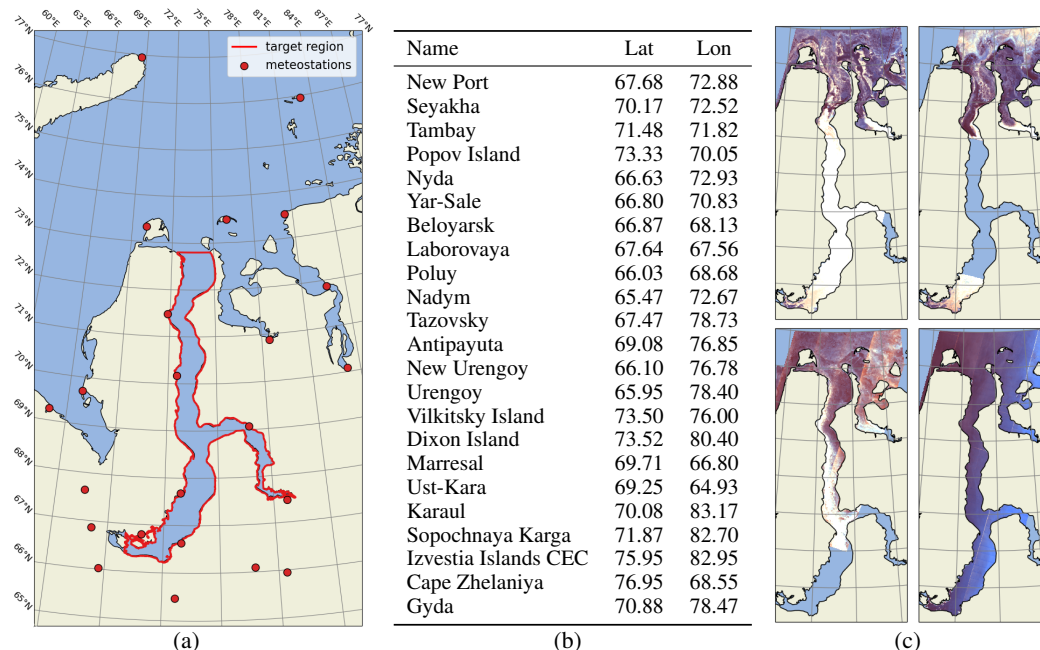 60°E 63°E 66°E 69°E 72°E 75°E 78°E 81°E 84°E 87°E 77°N
77°N
76°N
75°N
74°N
73°N
72°N
71°N
70°N
69°N
68°N
67°N
66°N
65°N
target region
meteostations
(a)
Name Lat Lon
New Port 67.68 72.88
Seyakha 70.17 72.52
Tambay 71.48 71.82
Popov Island 73.33 70.05
Nyda 66.63 72.93
Yar-Sale 66.80 70.83
Beloyarsk 66.87 68.13
Laborovaya 67.64 67.56
Poluy 66.03 68.68
Nadym 65.47 72.67
Tazovsky 67.47 78.73
Antipayuta 69.08 76.85
New Urengoy 66.10 76.78
Urengoy 65.95 78.40
Vilkitsky Island 73.50 76.00
Dixon Island 73.52 80.40
Marresal 69.71 66.80
Ust-Kara 69.25 64.93
Karaul 70.08 83.17
Sopochnaya Karga 71.87 82.70
Izvestia Islands CEC 75.95 82.95
Cape Zhelaniya 76.95 68.55
Gyda 70.88 78.47
(b)
(c)